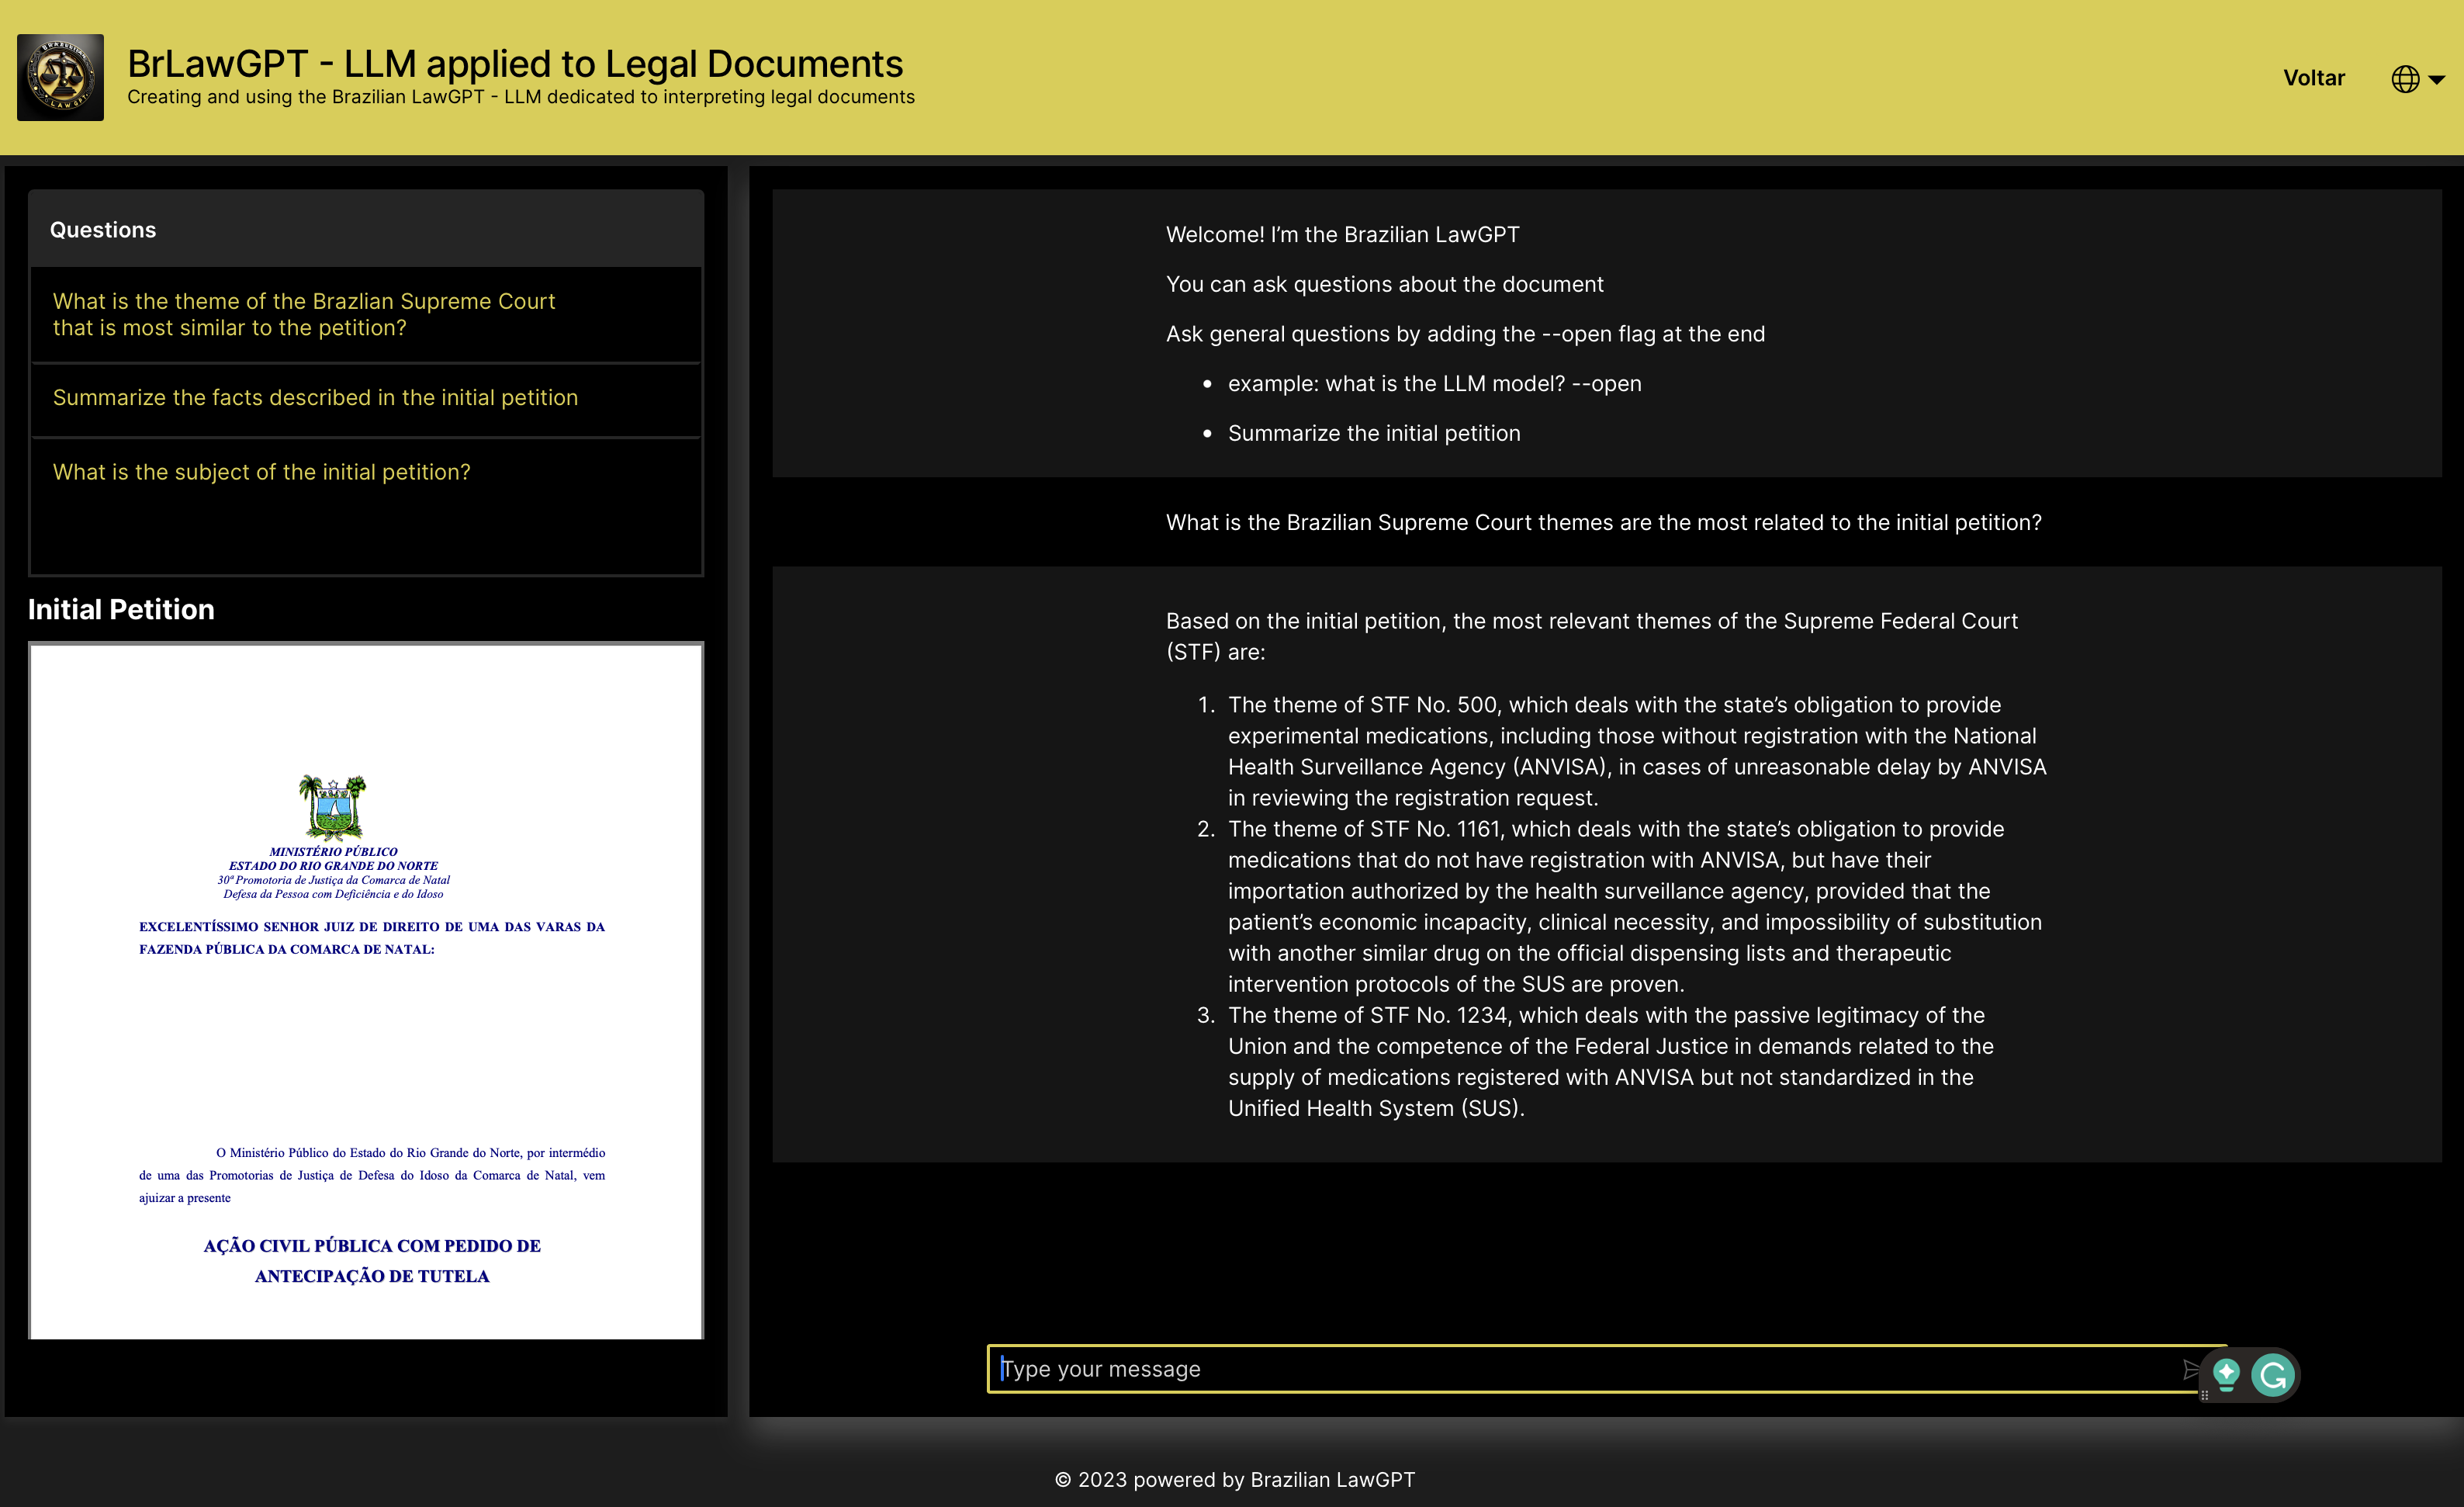 BrLawGPT - LLM applied to Legal Documents
Creating and using the Brazilian LawGPT - LLM dedicated to interpreting legal documents
Voltar
Questions
What is the theme of the Brazlian Supreme Court
that is most similar to the petition?
Summarize the facts described in the initial petition
What is the subject of the initial petition?
Initial Petition
MINISTÉRIO PÚBLICO
ESTADO DO RIO GRANDE DO NORTE
30ª Promotoria de Justiça da Comarca de Natal
Defesa da Pessoa com Deficiência e do Idoso
EXCELENTÍSSIMO SENHOR JUIZ DE DIREITO DE UMA DAS VARAS DA
FAZENDA PÚBLICA DA COMARCA DE NATAL:
O Ministério Público do Estado do Rio Grande do Norte, por intermédio
de uma das Promotorias de Justiça de Defesa do Idoso da Comarca de Natal, vem
ajuizar a presente
AÇÃO CIVIL PÚBLICA COM PEDIDO DE
ANTECIPAÇÃO DE TUTELA
Welcome! I’m the Brazilian LawGPT
You can ask questions about the document
Ask general questions by adding the --open flag at the end
• example: what is the LLM model? --open
• Summarize the initial petition
What is the Brazilian Supreme Court themes are the most related to the initial petition?
Based on the initial petition, the most relevant themes of the Supreme Federal Court
(STF) are:
1. The theme of STF No. 500, which deals with the state’s obligation to provide
experimental medications, including those without registration with the National
Health Surveillance Agency (ANVISA), in cases of unreasonable delay by ANVISA
in reviewing the registration request.
2. The theme of STF No. 1161, which deals with the state’s obligation to provide
medications that do not have registration with ANVISA, but have their
importation authorized by the health surveillance agency, provided that the
patient’s economic incapacity, clinical necessity, and impossibility of substitution
with another similar drug on the official dispensing lists and therapeutic
intervention protocols of the SUS are proven.
3. The theme of STF No. 1234, which deals with the passive legitimacy of the
Union and the competence of the Federal Justice in demands related to the
supply of medications registered with ANVISA but not standardized in the
Unified Health System (SUS).
Type your message
© 2023 powered by Brazilian LawGPT